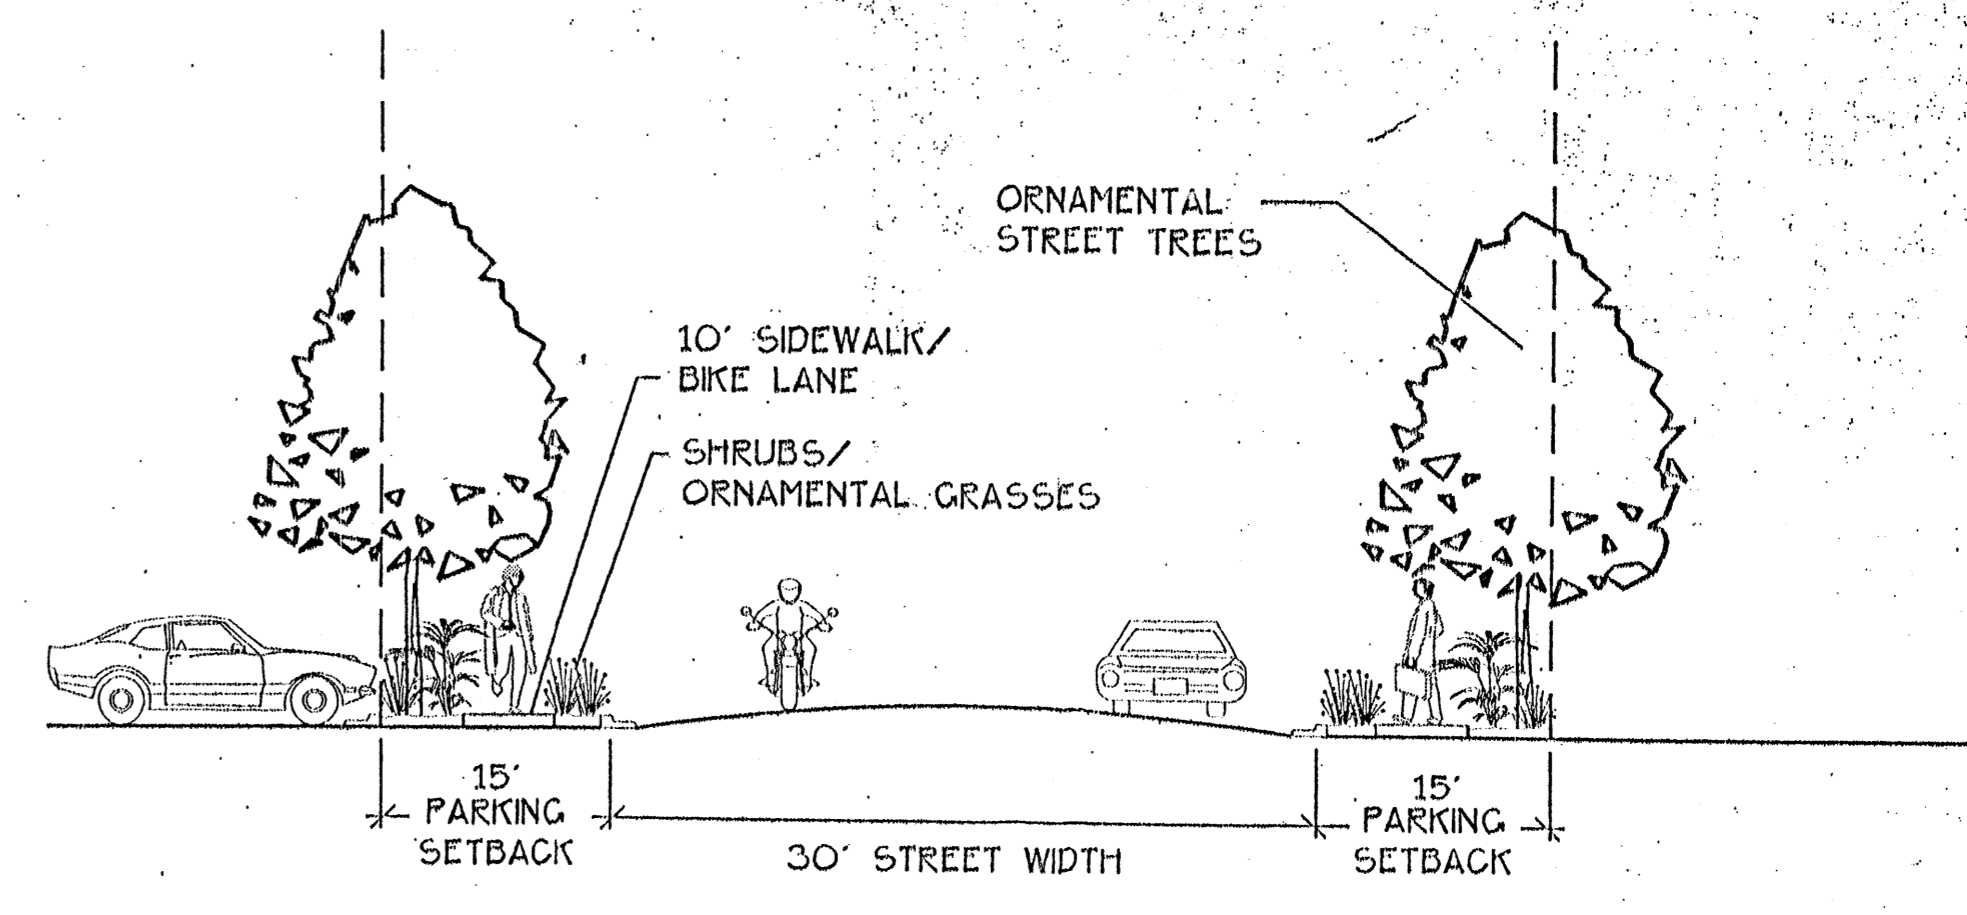 ORNAMENTAL
STREET TREES
10' SIDEWALK/
BIKE LANE
SHRUBS/
ORNAMENTAL GRASSES
15'
PARKING
SETBACK
30' STREET WIDTH
15'
PARKING
SETBACK